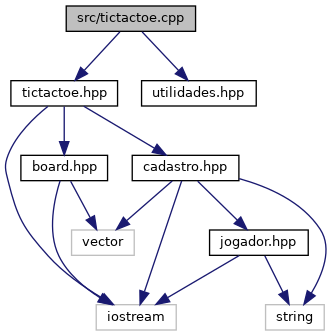 src/tictactoe.cpp
tictactoe.hpp
utilidades.hpp
board.hpp
cadastro.hpp
vector
jogador.hpp
iostream
string